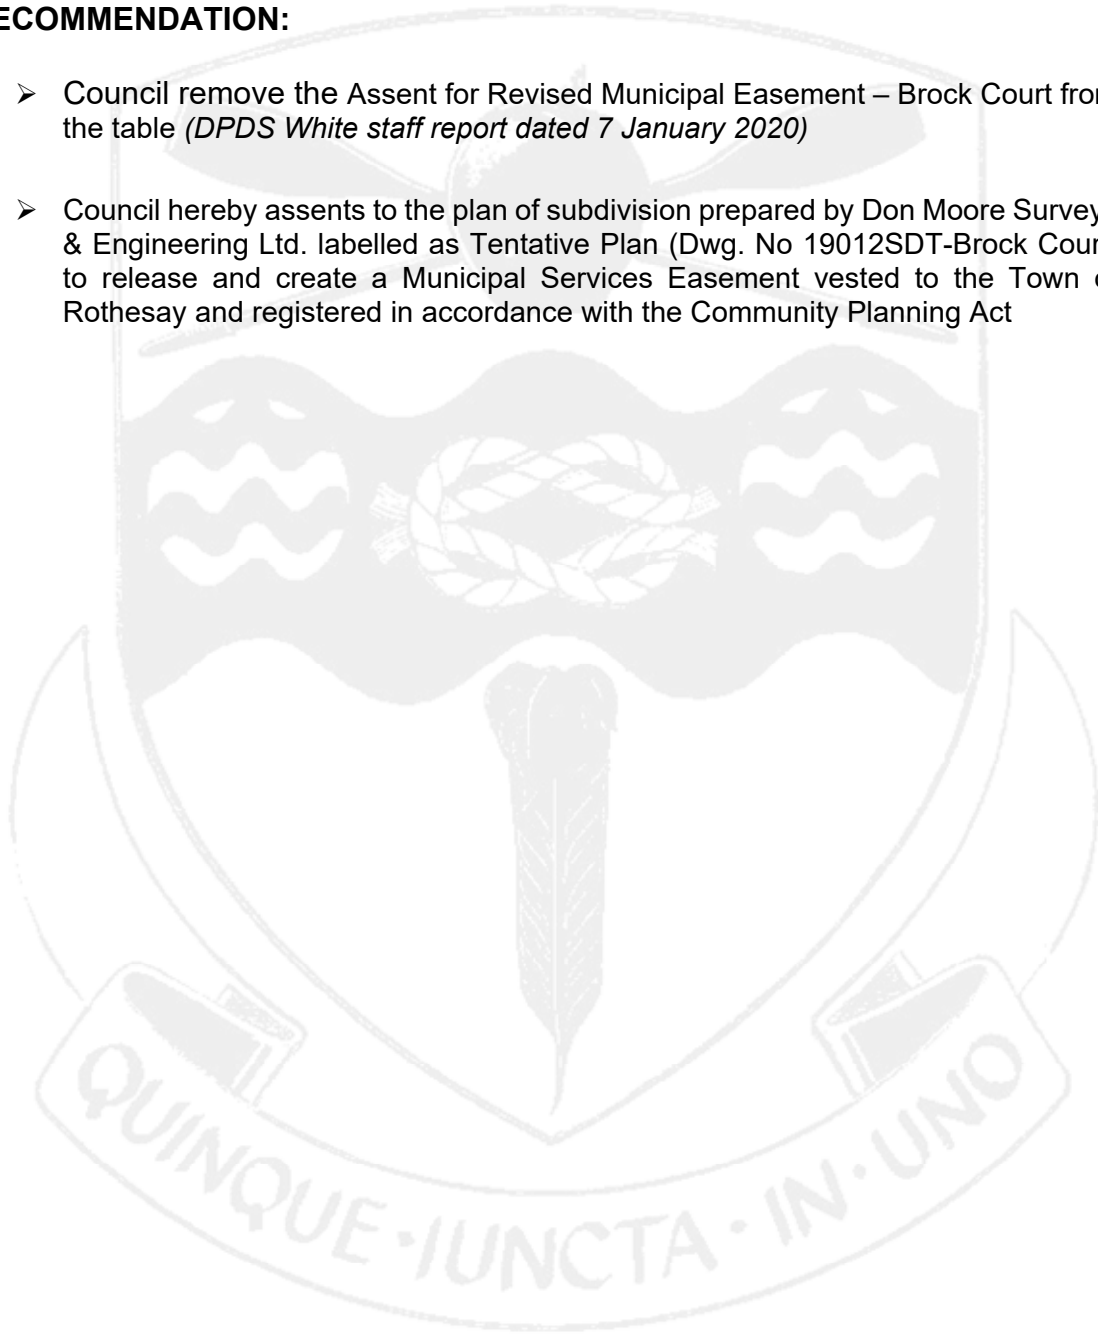 ECOMMENDATION:
➢ Council remove the Assent for Revised Municipal Easement – Brock Court from
the table (DPDS White staff report dated 7 January 2020)
➢ Council hereby assents to the plan of subdivision prepared by Don Moore Survey
& Engineering Ltd. labelled as Tentative Plan (Dwg. No 19012SDT-Brock Cour
to release and create a Municipal Services Easement vested to the Town o
Rothesay and registered in accordance with the Community Planning Act
QUINQUE·IUNCTA·IN·UNO